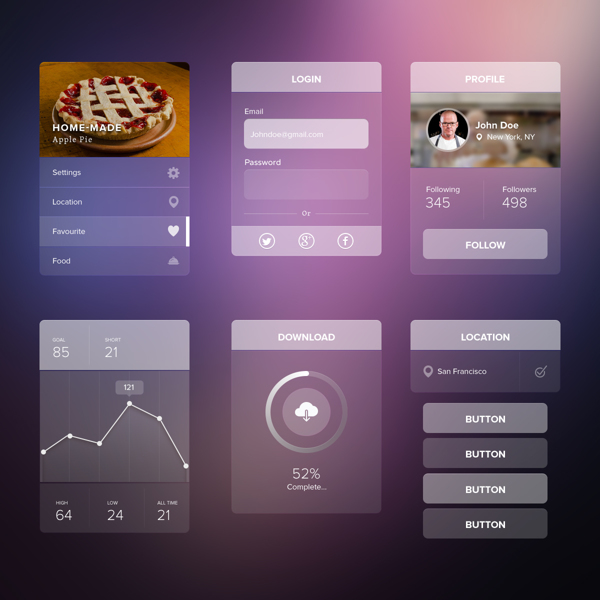 HOME-MADE
Apple Pie
Settings
Location
Favourite
Food
LOGIN
Email
Johndoe@gmail.com
Password
Or
PROFILE
John Doe
New York, NY
Following
Followers
345
498
FOLLOW
GOAL
SHORT
85
21
121
HIGH
LOW
ALL TIME
64
24
21
DOWNLOAD
52%
Complete...
LOCATION
San Francisco
BUTTON
BUTTON
BUTTON
BUTTON